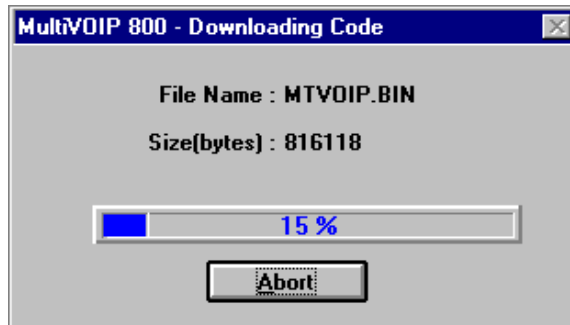 MultiVOIP 800 - Downloading Code
File Name : MTVOIP.BIN
Size(bytes) : 816118
15 %
Abort